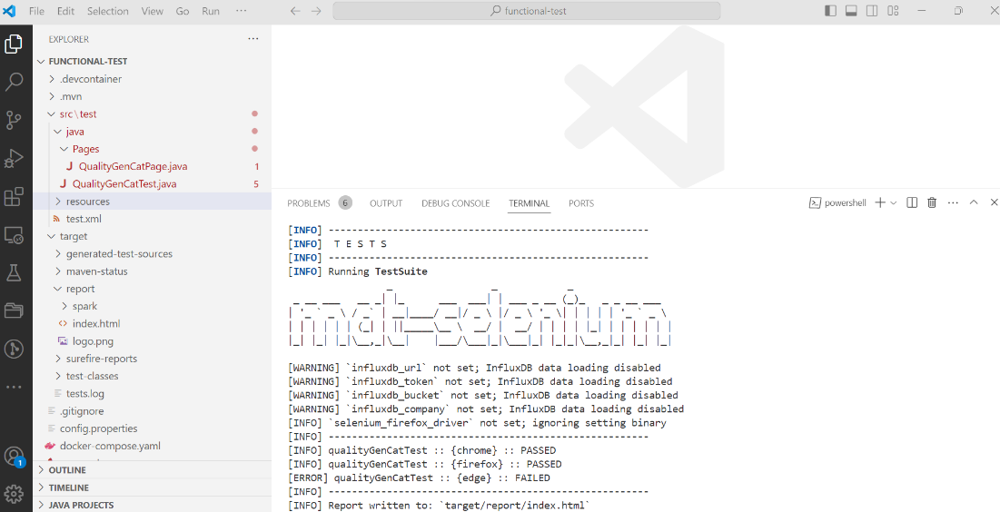 File Edit Selection View Go Run ··· functional-test
EXPLORER
FUNCTIONAL-TEST
.devcontainer
.mvn
src\test
java
Pages
QualityGenCatPage.java 1
QualityGenCatTest.java 5
resources
test.xml
target
generated-test-sources
maven-status
report
spark
index.html
logo.png
surefire-reports
test-classes
tests.log
.gitignore
config.properties
docker-compose.yaml
OUTLINE
TIMELINE
JAVA PROJECTS
1
PROBLEMS 6 OUTPUT DEBUG CONSOLE TERMINAL PORTS powershell
[INFO] -------------------------------------------------------
[INFO]  T E S T S
[INFO] -------------------------------------------------------
[INFO] Running TestSuite
mat-selenium
[WARNING] `influxdb_url` not set; InfluxDB data loading disabled
[WARNING] `influxdb_token` not set; InfluxDB data loading disabled
[WARNING] `influxdb_bucket` not set; InfluxDB data loading disabled
[WARNING] `influxdb_company` not set; InfluxDB data loading disabled
[INFO] `selenium_firefox_driver` not set; ignoring setting binary
[INFO] -------------------------------------------------------
[INFO] qualityGenCatTest :: {chrome} :: PASSED
[INFO] qualityGenCatTest :: {firefox} :: PASSED
[ERROR] qualityGenCatTest :: {edge} :: FAILED
[INFO] -------------------------------------------------------
[INFO] Report written to: `target/report/index.html`